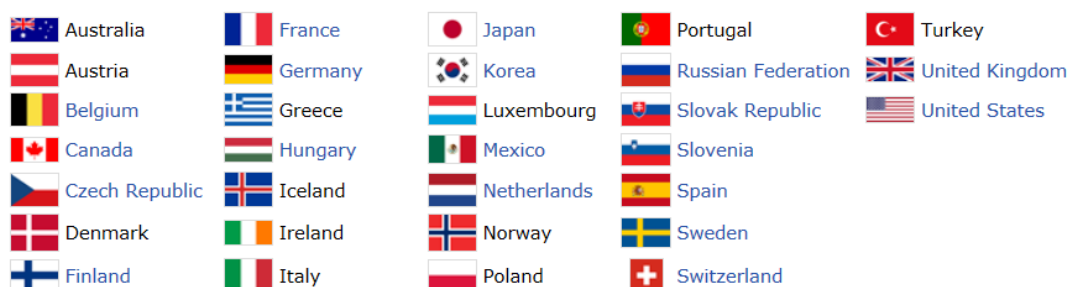 Australia
Austria
Belgium
Canada
Czech Republic
Denmark
Finland
France
Germany
Greece
Hungary
Iceland
Ireland
Italy
Japan
Korea
Luxembourg
Mexico
Netherlands
Norway
Poland
Portugal
Russian Federation
Slovak Republic
Slovenia
Spain
Sweden
Switzerland
Turkey
United Kingdom
United States